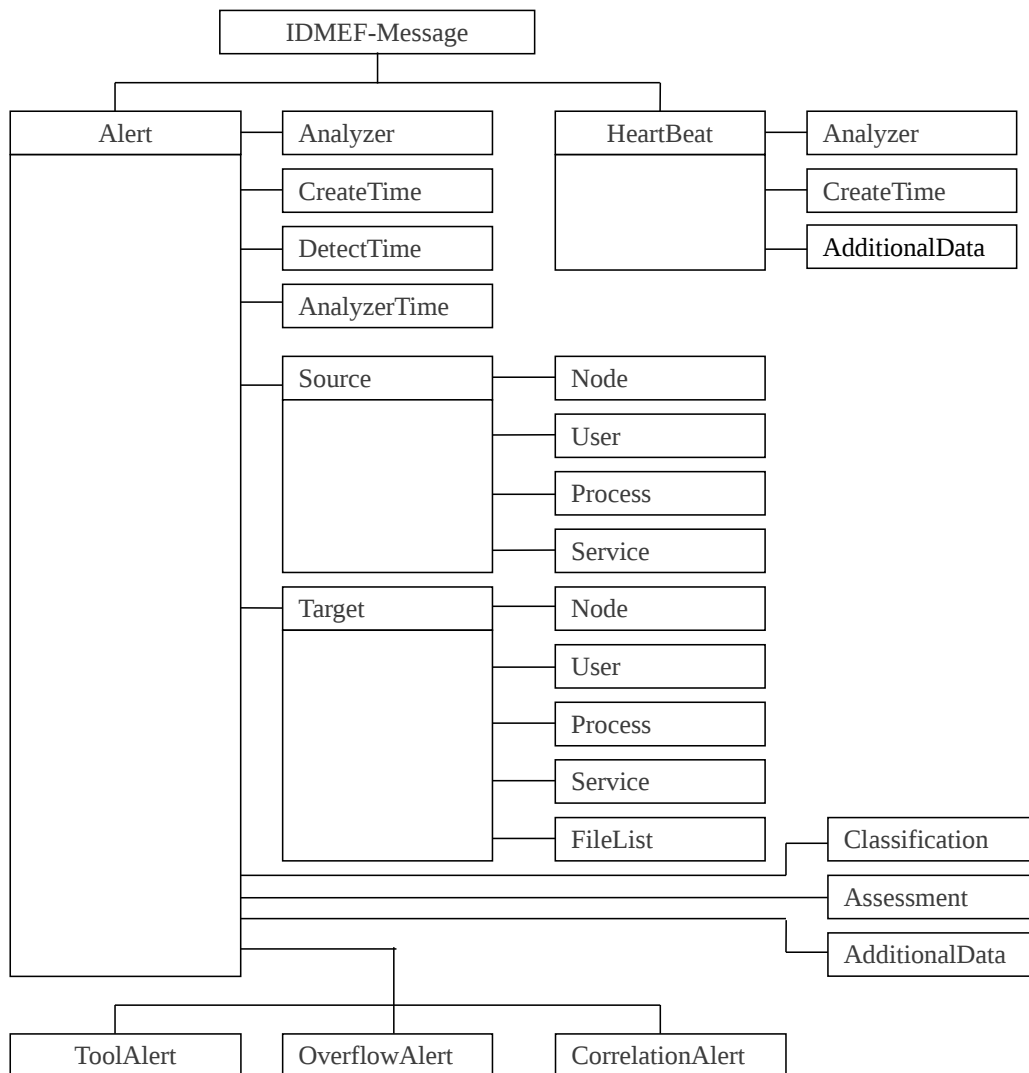 IDMEF-Message
Alert
Analyzer
HeartBeat
Analyzer
CreateTime
CreateTime
DetectTime
AdditionalData
AnalyzerTime
Source
Node
User
Process
Service
Target
Node
User
Process
Service
FileList
Classification
Assessment
AdditionalData
ToolAlert
OverflowAlert
CorrelationAlert